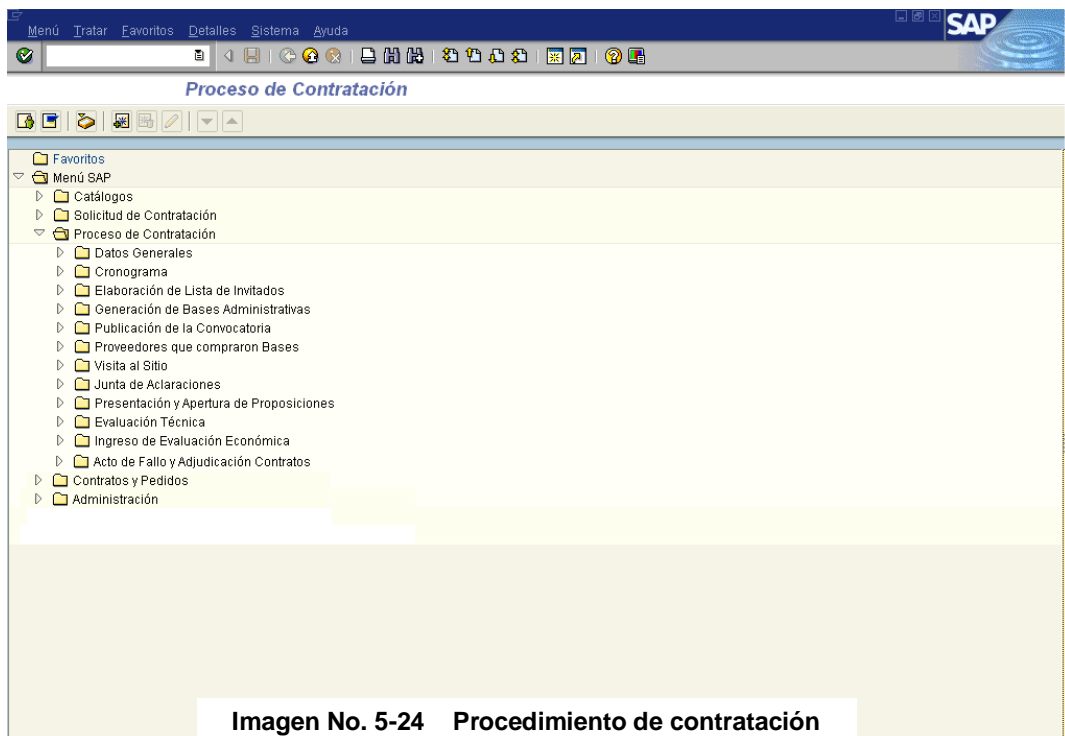 Menú Tratar Favoritos Detalles Sistema Ayuda
SAP
Proceso de Contratación
Favoritos
Menú SAP
Catálogos
Solicitud de Contratación
Proceso de Contratación
Datos Generales
Cronograma
Elaboración de Lista de Invitados
Generación de Bases Administrativas
Publicación de la Convocatoria
Proveedores que compraron Bases
Visita al Sitio
Junta de Aclaraciones
Presentación y Apertura de Proposiciones
Evaluación Técnica
Ingreso de Evaluación Económica
Acto de Fallo y Adjudicación Contratos
Contratos y Pedidos
Administración
Imagen No. 5-24 Procedimiento de contratación